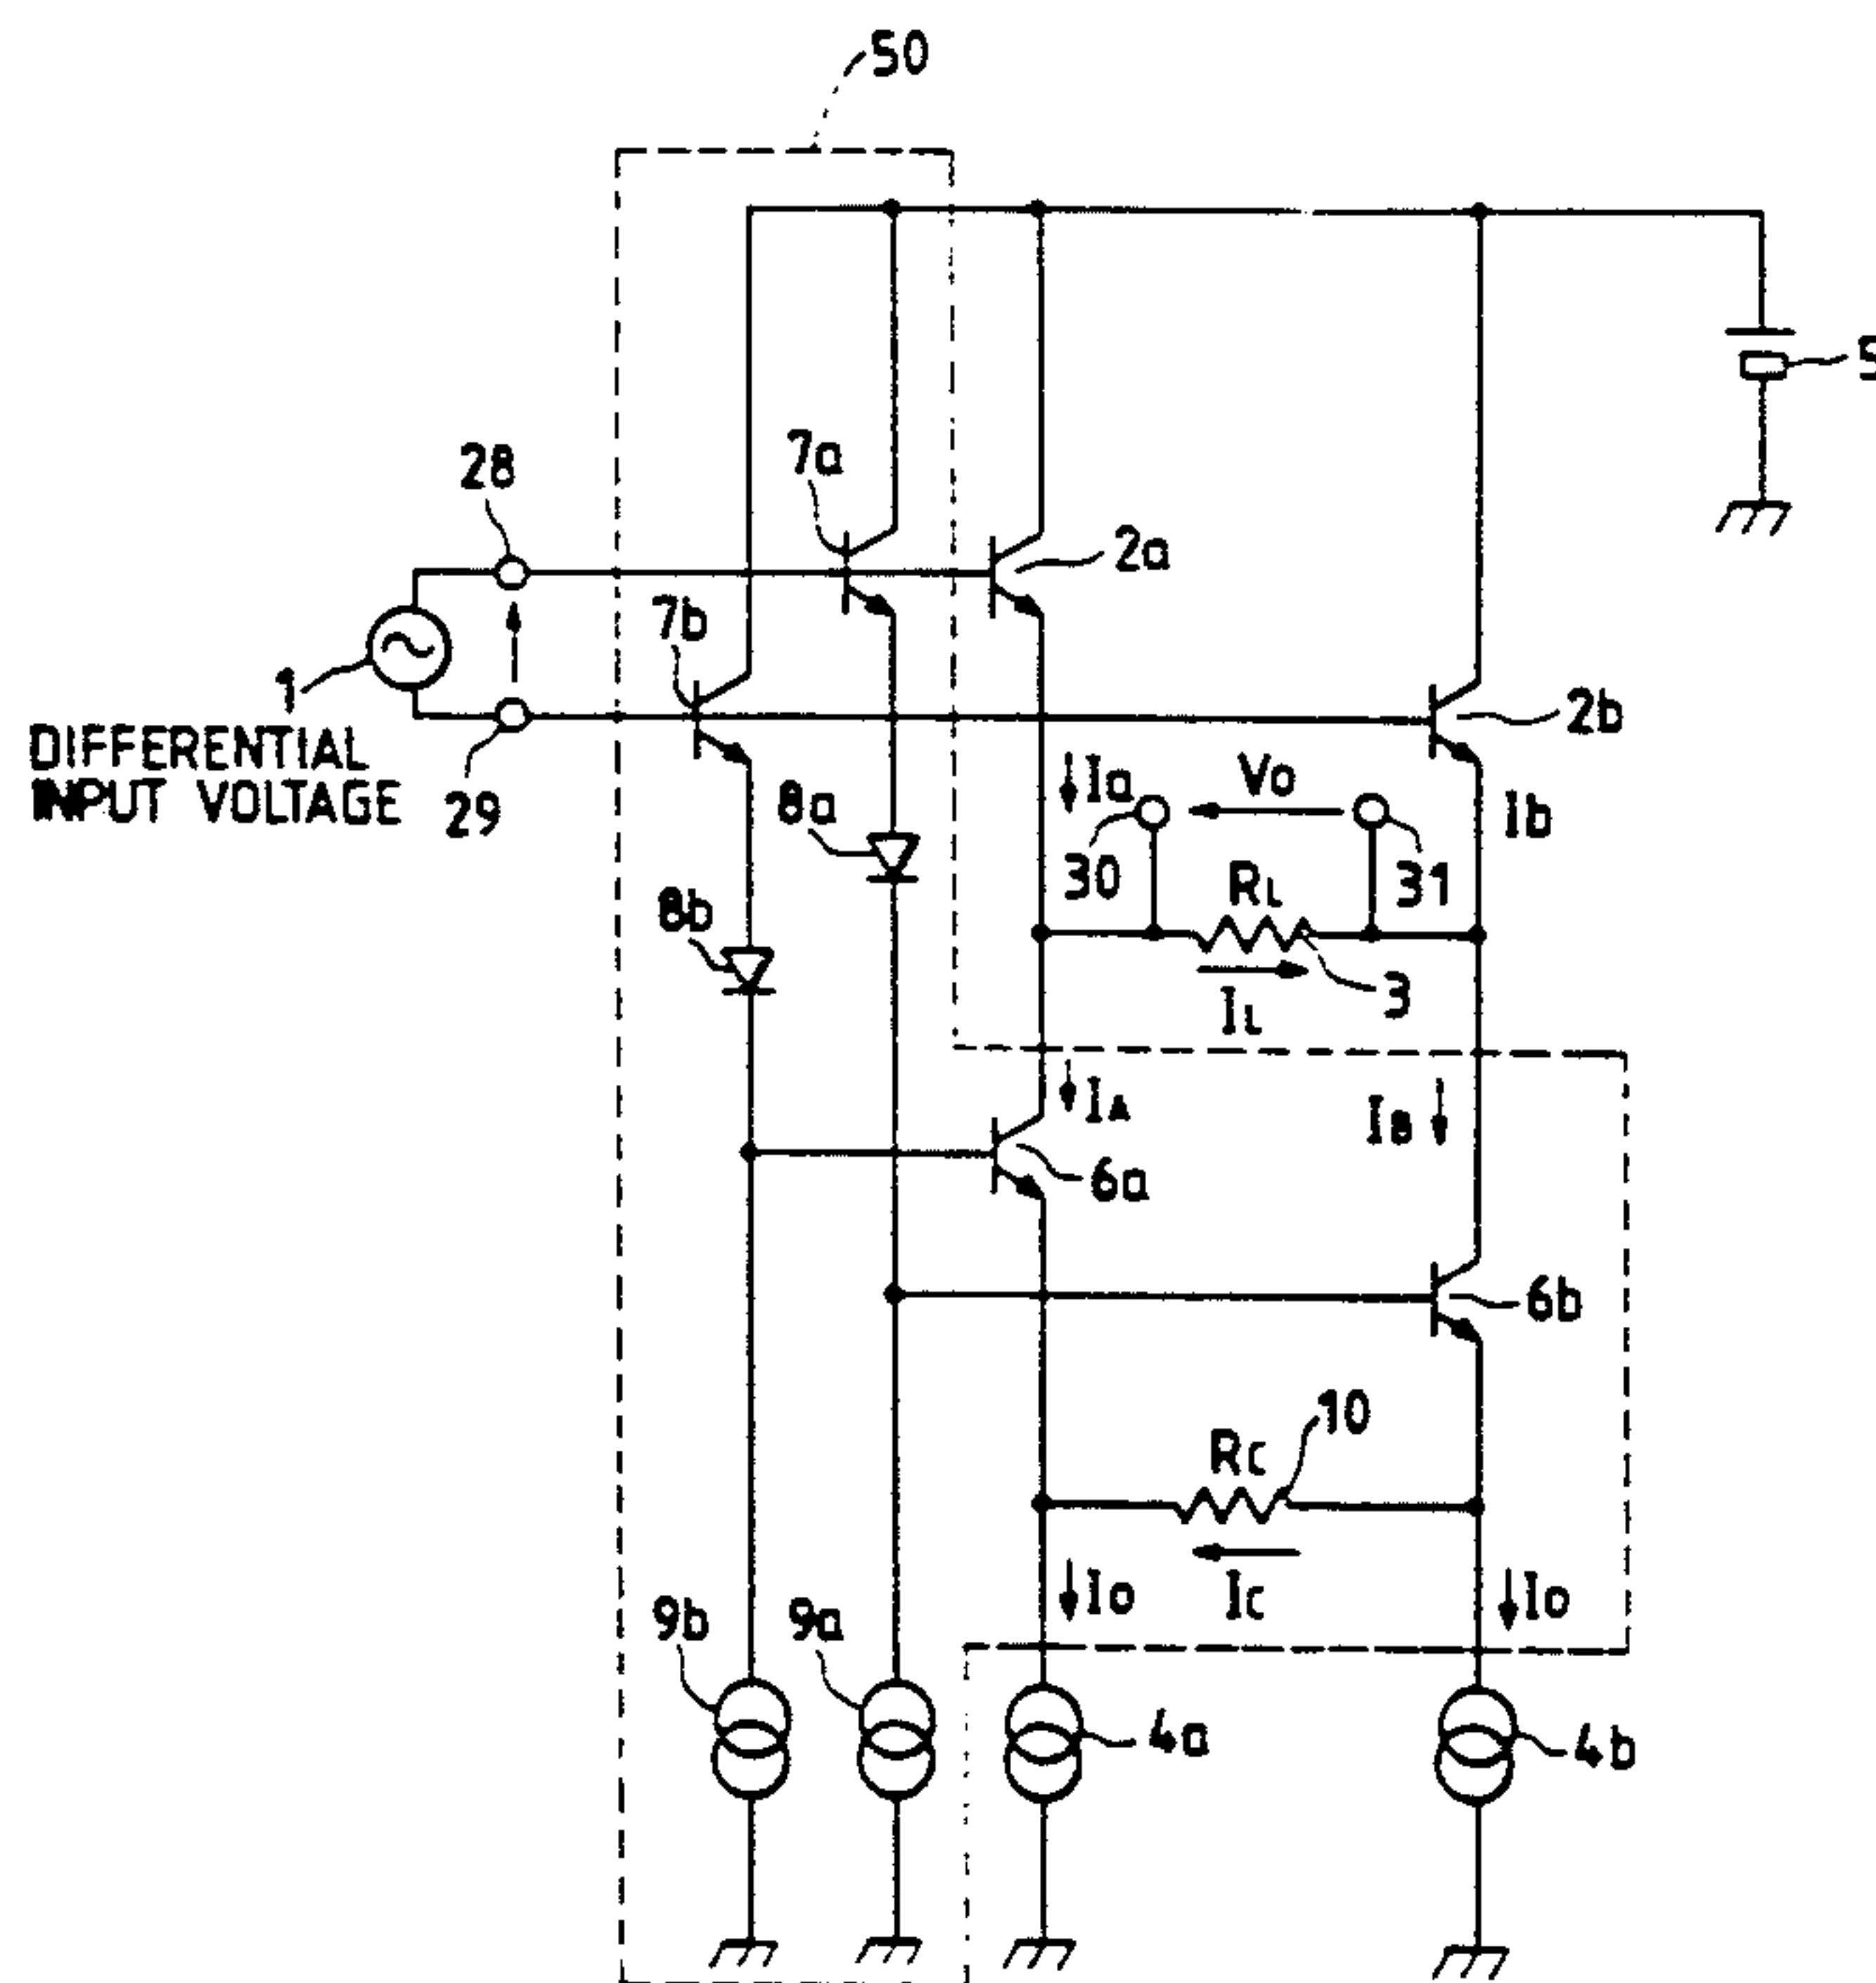 50
5
28
7a
2a
7b
1
2b
DIFFERENTIAL
INPUT VOLTAGE
29
8a
Ia
Vo
Ib
30
RL
31
8b
3
IL
IA
IB
6a
6b
10
RC
9b
9a
Io
IC
Io
4a
4b